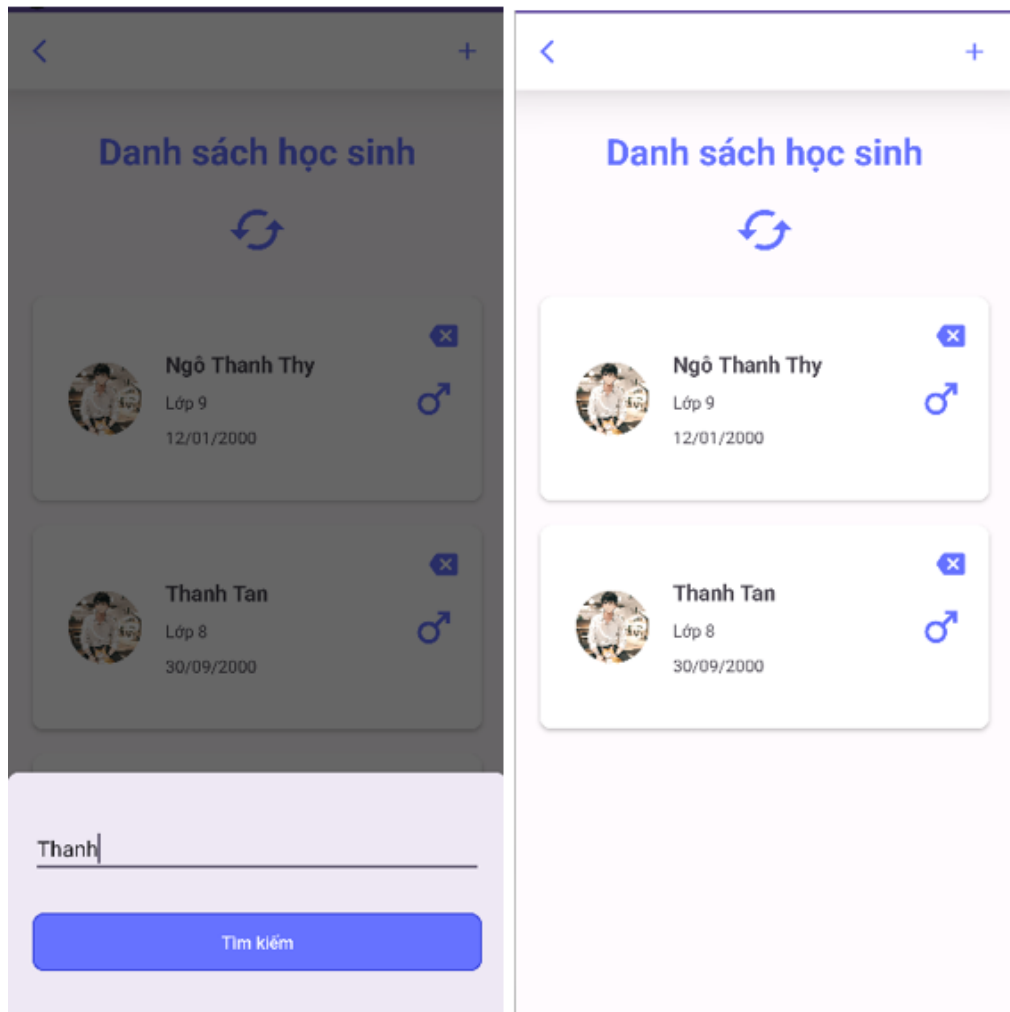 Danh sách học sinh
Ngô Thanh Thy
Lớp 9
12/01/2000
Thanh Tan
Lớp 8
30/09/2000
Thanh
Tìm kiếm
Danh sách học sinh
Ngô Thanh Thy
Lớp 9
12/01/2000
Thanh Tan
Lớp 8
30/09/2000